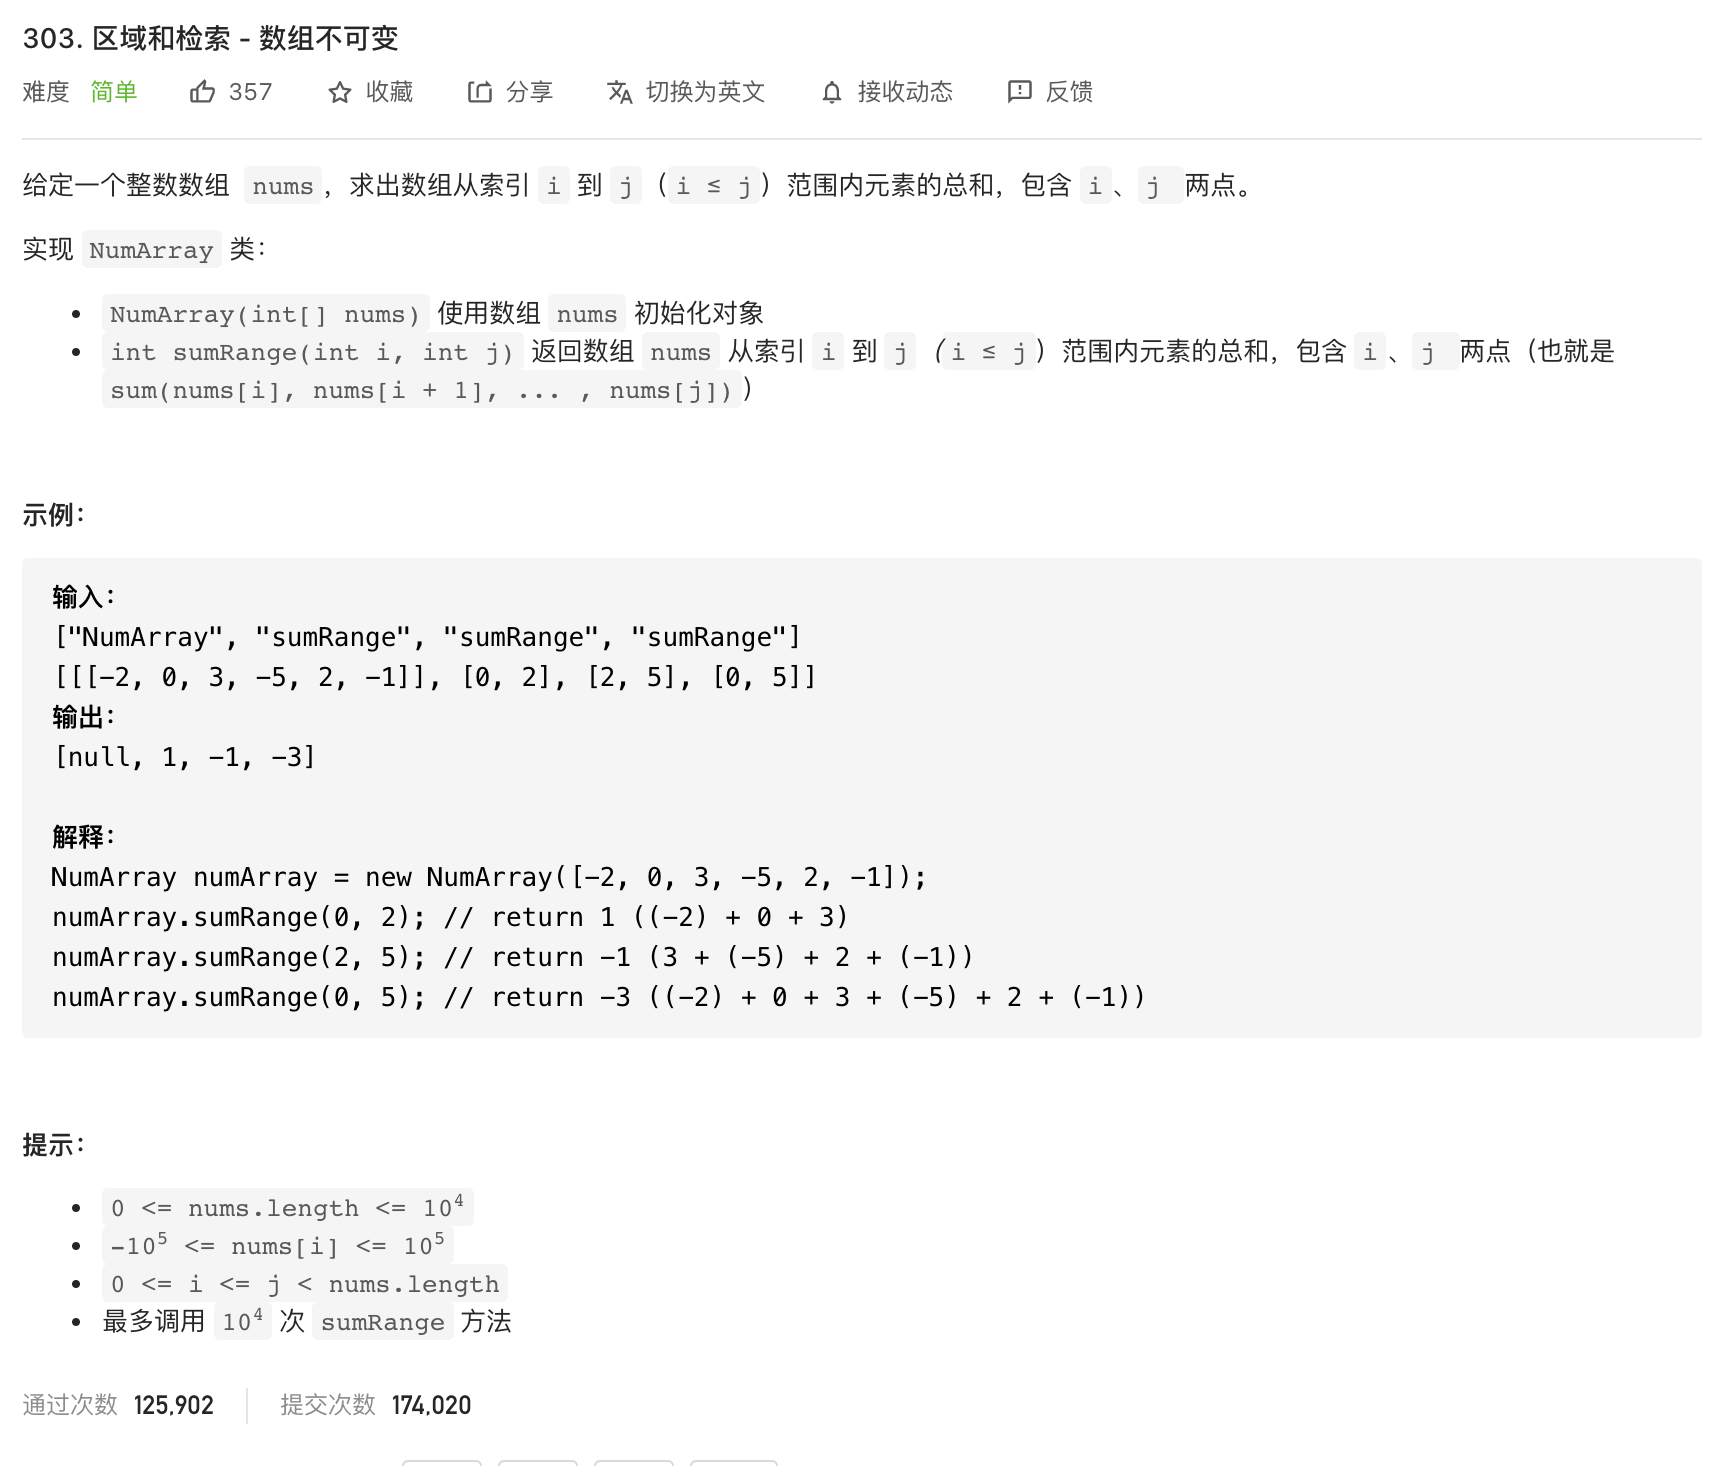 303. 区域和检索 - 数组不可变
难度 简单 357 收藏 分享 切换为英文 接收动态 反馈
给定一个整数数组 nums，求出数组从索引 i 到 j（i ≤ j）范围内元素的总和，包含 i、j 两点。
实现 NumArray 类：
• NumArray(int[] nums) 使用数组 nums 初始化对象
• int sumRange(int i, int j) 返回数组 nums 从索引 i 到 j（i ≤ j）范围内元素的总和，包含 i、j 两点（也就是
sum(nums[i], nums[i + 1], ... , nums[j])）
示例：
输入：
["NumArray", "sumRange", "sumRange", "sumRange"]
[[[-2, 0, 3, -5, 2, -1]], [0, 2], [2, 5], [0, 5]]
输出：
[null, 1, -1, -3]
解释：
NumArray numArray = new NumArray([-2, 0, 3, -5, 2, -1]);
numArray.sumRange(0, 2); // return 1 ((-2) + 0 + 3)
numArray.sumRange(2, 5); // return -1 (3 + (-5) + 2 + (-1))
numArray.sumRange(0, 5); // return -3 ((-2) + 0 + 3 + (-5) + 2 + (-1))
提示：
• 0 <= nums.length <= 10⁴
• -10⁵ <= nums[i] <= 10⁵
• 0 <= i <= j < nums.length
• 最多调用 10⁴ 次 sumRange 方法
通过次数 125,902 提交次数 174,020